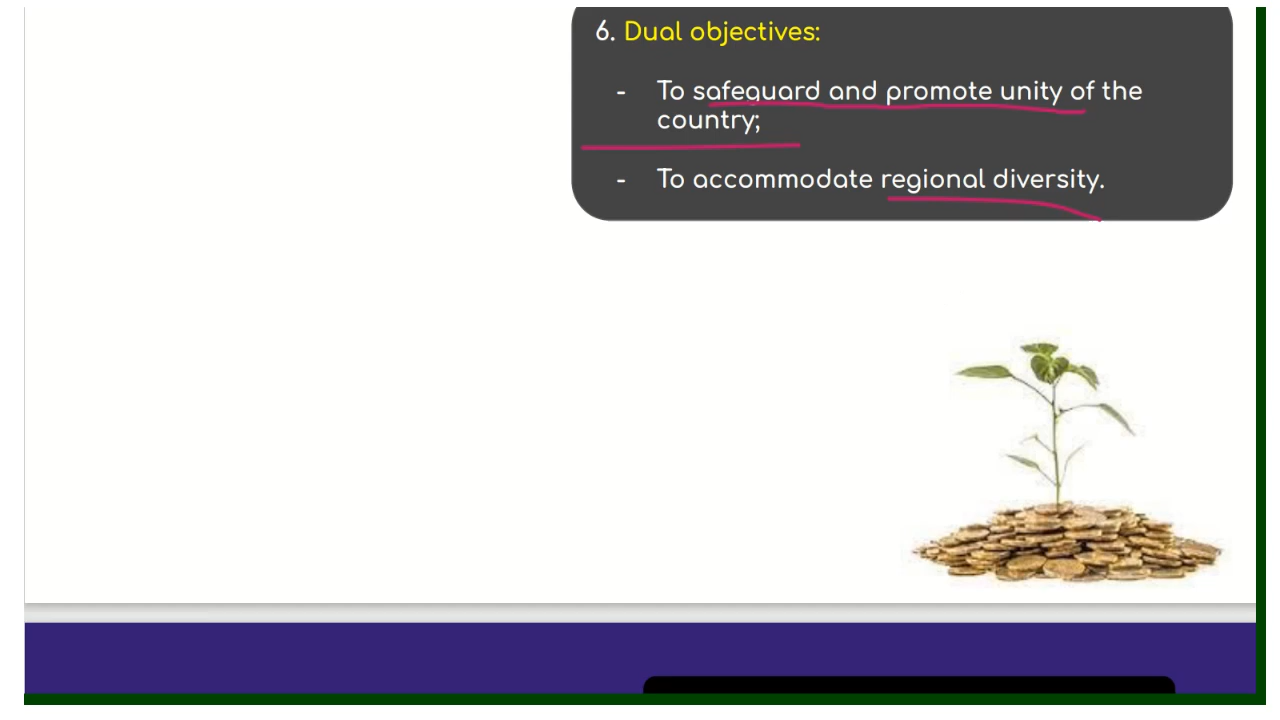 6. Dual objectives:
- To safeguard and promote unity of the
country;
- To accommodate regional diversity.